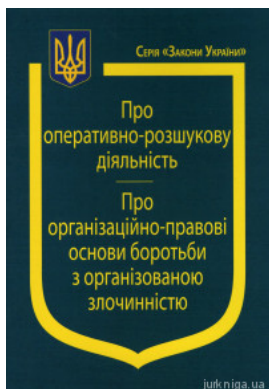 Серія «Закони України»
Про
оперативно-розшукову
діяльність
Про
організаційно-правові
основи боротьби
з організованою
злочинністю
jurkniga.ua